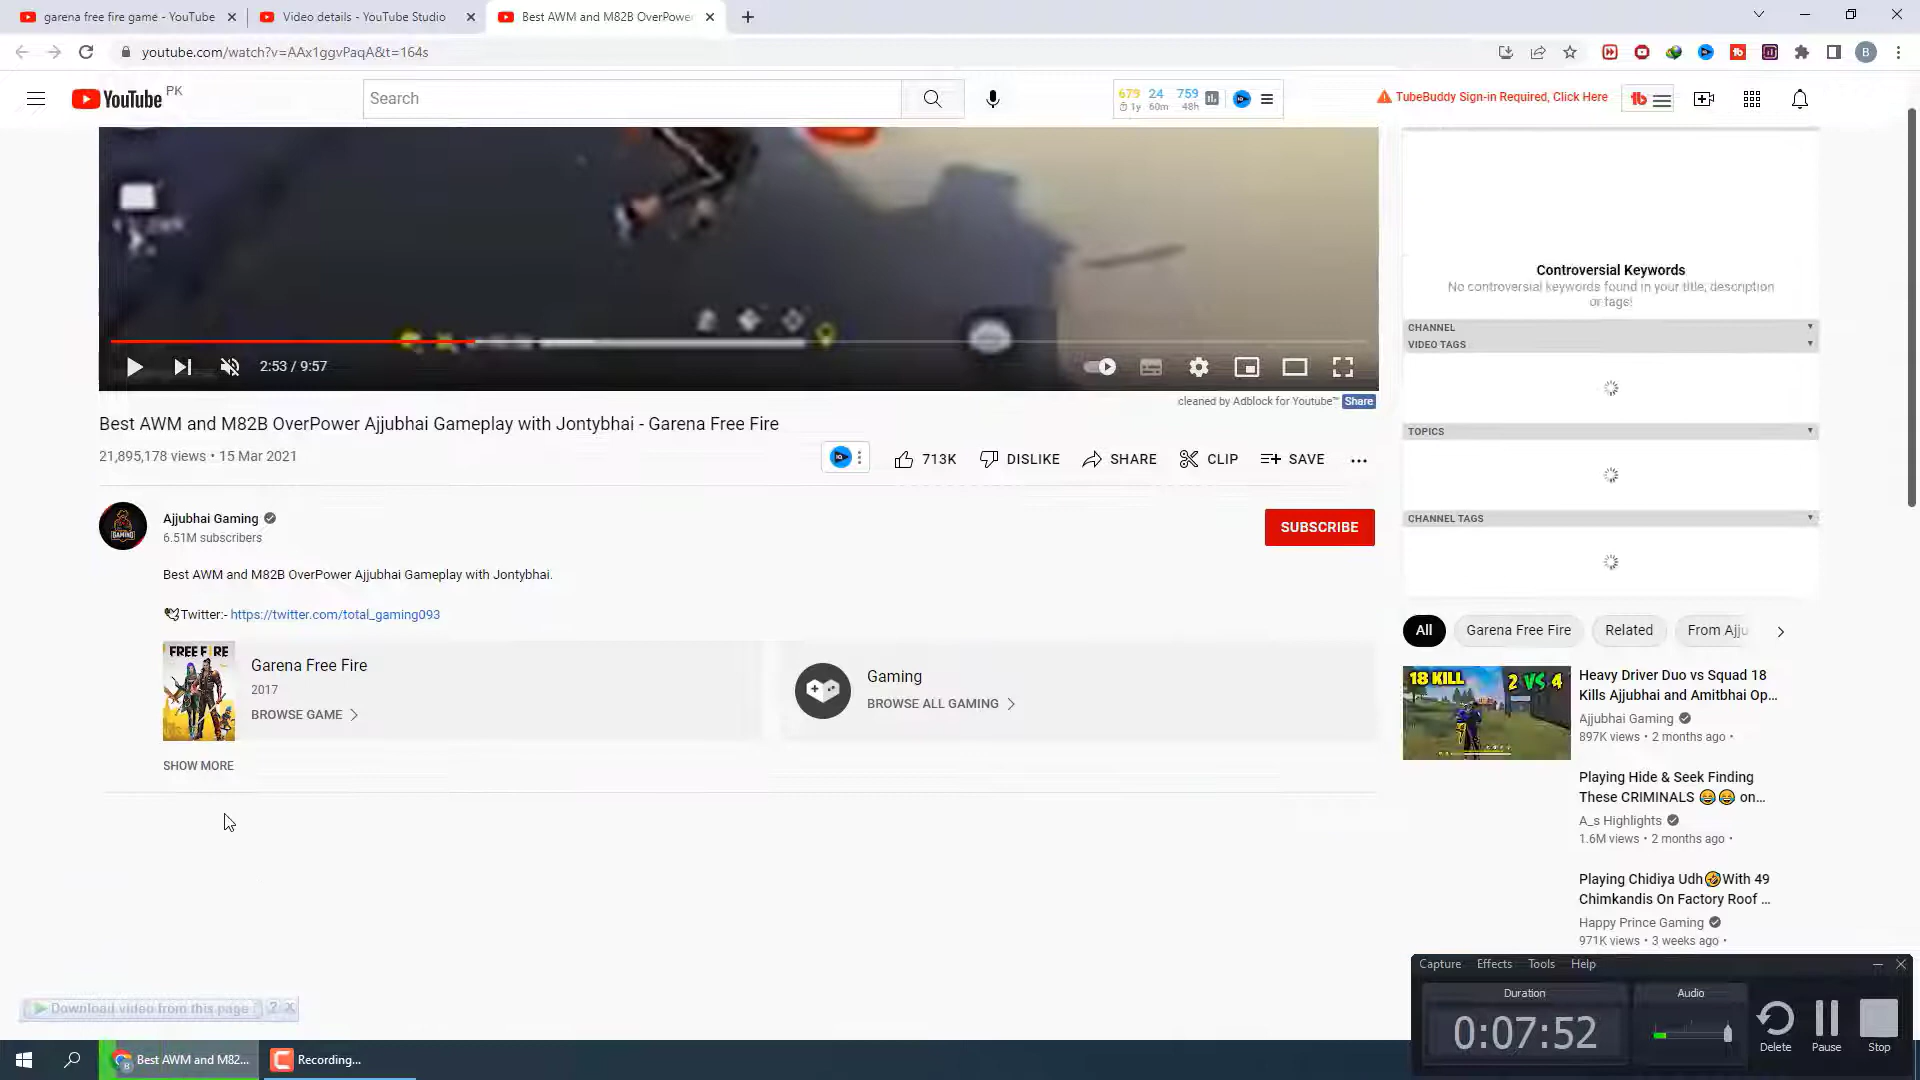 garena free fire game - YouTube
Video details - YouTube Studio
Best AWM and M82B OverPower
youtube.com/watch?v=AAx1ggvPaqA&t=164s
B
YouTube PK
Search
679 24 759
1y 60m 48h
TubeBuddy Sign-in Required, Click Here
tb
2:53 / 9:57
cleaned by Adblock for Youtube™ Share
Best AWM and M82B OverPower Ajjubhai Gameplay with Jontybhai - Garena Free Fire
21,895,178 views • 15 Mar 2021
713K
DISLIKE
SHARE
CLIP
SAVE
Ajjubhai Gaming
6.51M subscribers
SUBSCRIBE
Best AWM and M82B OverPower Ajjubhai Gameplay with Jontybhai.
Twitter:- https://twitter.com/total_gaming093
FREE FIRE
Garena Free Fire
2017
BROWSE GAME
Gaming
BROWSE ALL GAMING
SHOW MORE
Controversial Keywords
No controversial keywords found in your title, description
or tags!
CHANNEL
VIDEO TAGS
TOPICS
CHANNEL TAGS
All
Garena Free Fire
Related
From Ajju
18 KILL
2 VS 4
Heavy Driver Duo vs Squad 18
Kills Ajjubhai and Amitbhai Op...
Ajjubhai Gaming
897K views • 2 months ago •
Playing Hide & Seek Finding
These CRIMINALS 😂😂 on...
A_s Highlights
1.6M views • 2 months ago •
Playing Chidiya Udh🤣With 49
Chimkandis On Factory Roof ...
Happy Prince Gaming
971K views • 3 weeks ago •
Download video from this page
?
X
Capture Effects Tools Help
Duration
0:07:52
Audio
Delete
Pause
Stop
Best AWM and M82...
Recording...